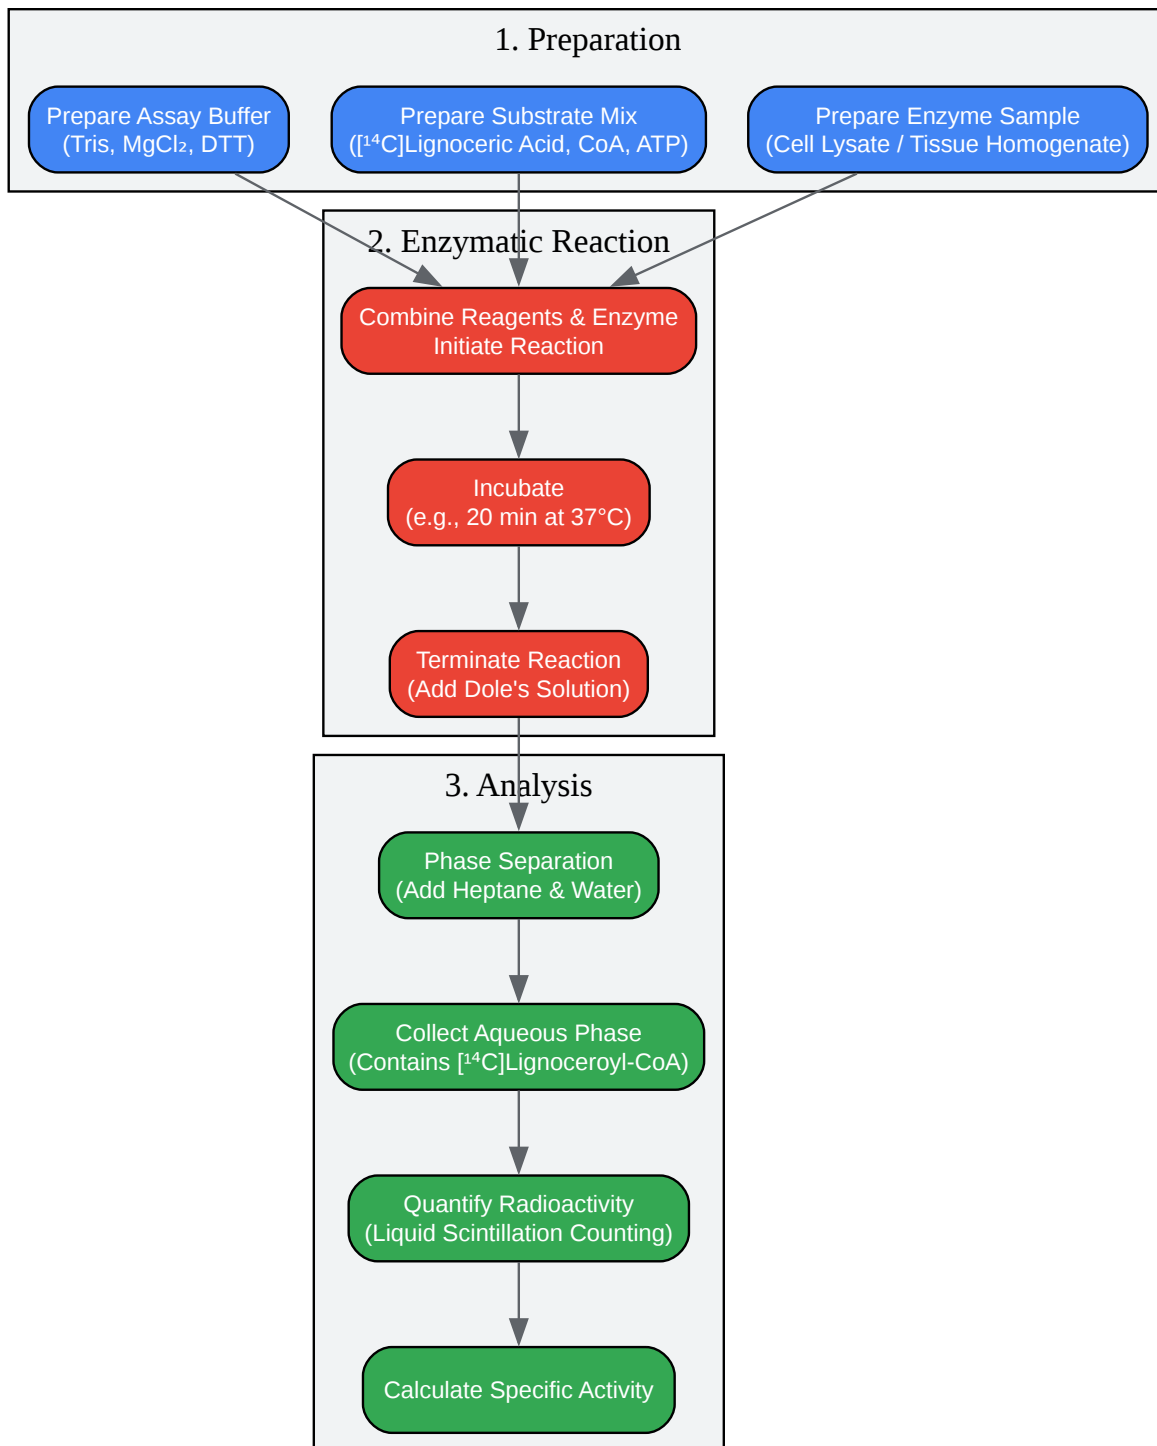 1. Preparation
Prepare Assay Buffer
(Tris, MgCl₂, DTT)
Prepare Substrate Mix
([¹⁴C]Lignoceric Acid, CoA, ATP)
Prepare Enzyme Sample
(Cell Lysate / Tissue Homogenate)
2. Enzymatic Reaction
Combine Reagents & Enzyme
Initiate Reaction
Incubate
(e.g., 20 min at 37°C)
Terminate Reaction
(Add Dole's Solution)
3. Analysis
Phase Separation
(Add Heptane & Water)
Collect Aqueous Phase
(Contains [¹⁴C]Lignoceroyl-CoA)
Quantify Radioactivity
(Liquid Scintillation Counting)
Calculate Specific Activity